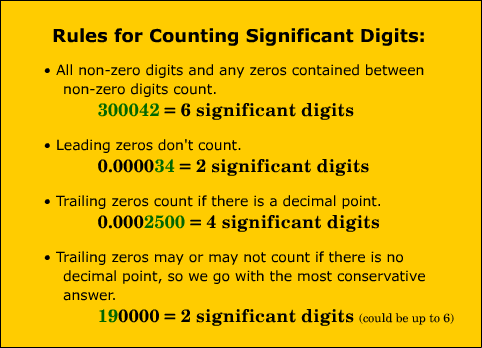 Rules for Counting Significant Digits:
• All non-zero digits and any zeros contained between
non-zero digits count.
300042 = 6 significant digits
• Leading zeros don't count.
0.000034 = 2 significant digits
• Trailing zeros count if there is a decimal point.
0.0002500 = 4 significant digits
• Trailing zeros may or may not count if there is no
decimal point, so we go with the most conservative
answer.
190000 = 2 significant digits (could be up to 6)